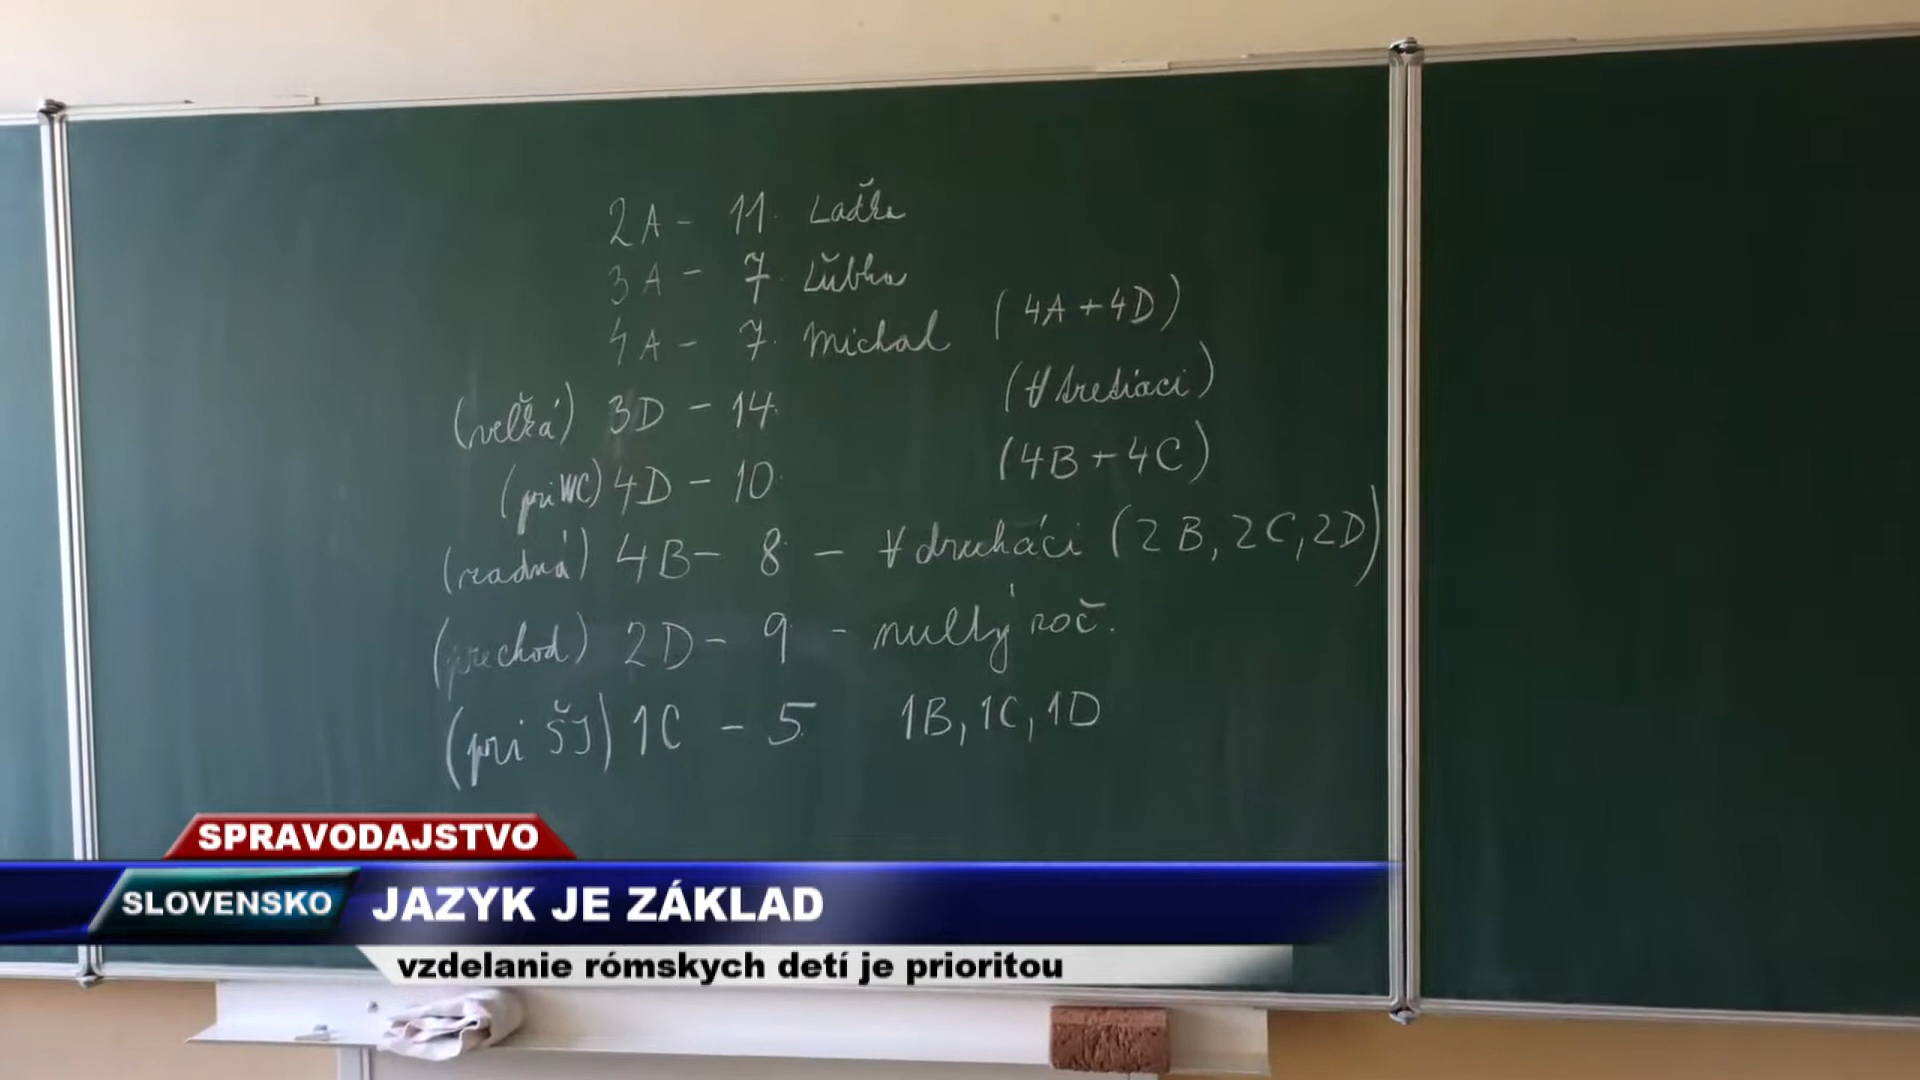 2A - 11. Laďka
3A - 7. Ľubka
4A - 7. Michal (4A + 4D)
(veľká) 3D - 14. (∀ tretiaci)
(pri WC) 4D - 10. (4B + 4C)
(zadná) 4B - 8 - ∀ druháci (2B, 2C, 2D)
(prechod) 2D - 9 - nultý roč.
(pri ŠJ) 1C - 5 1B, 1C, 1D
SPRAVODAJSTVO
SLOVENSKO JAZYK JE ZÁKLAD
vzdelanie rómskych detí je prioritou